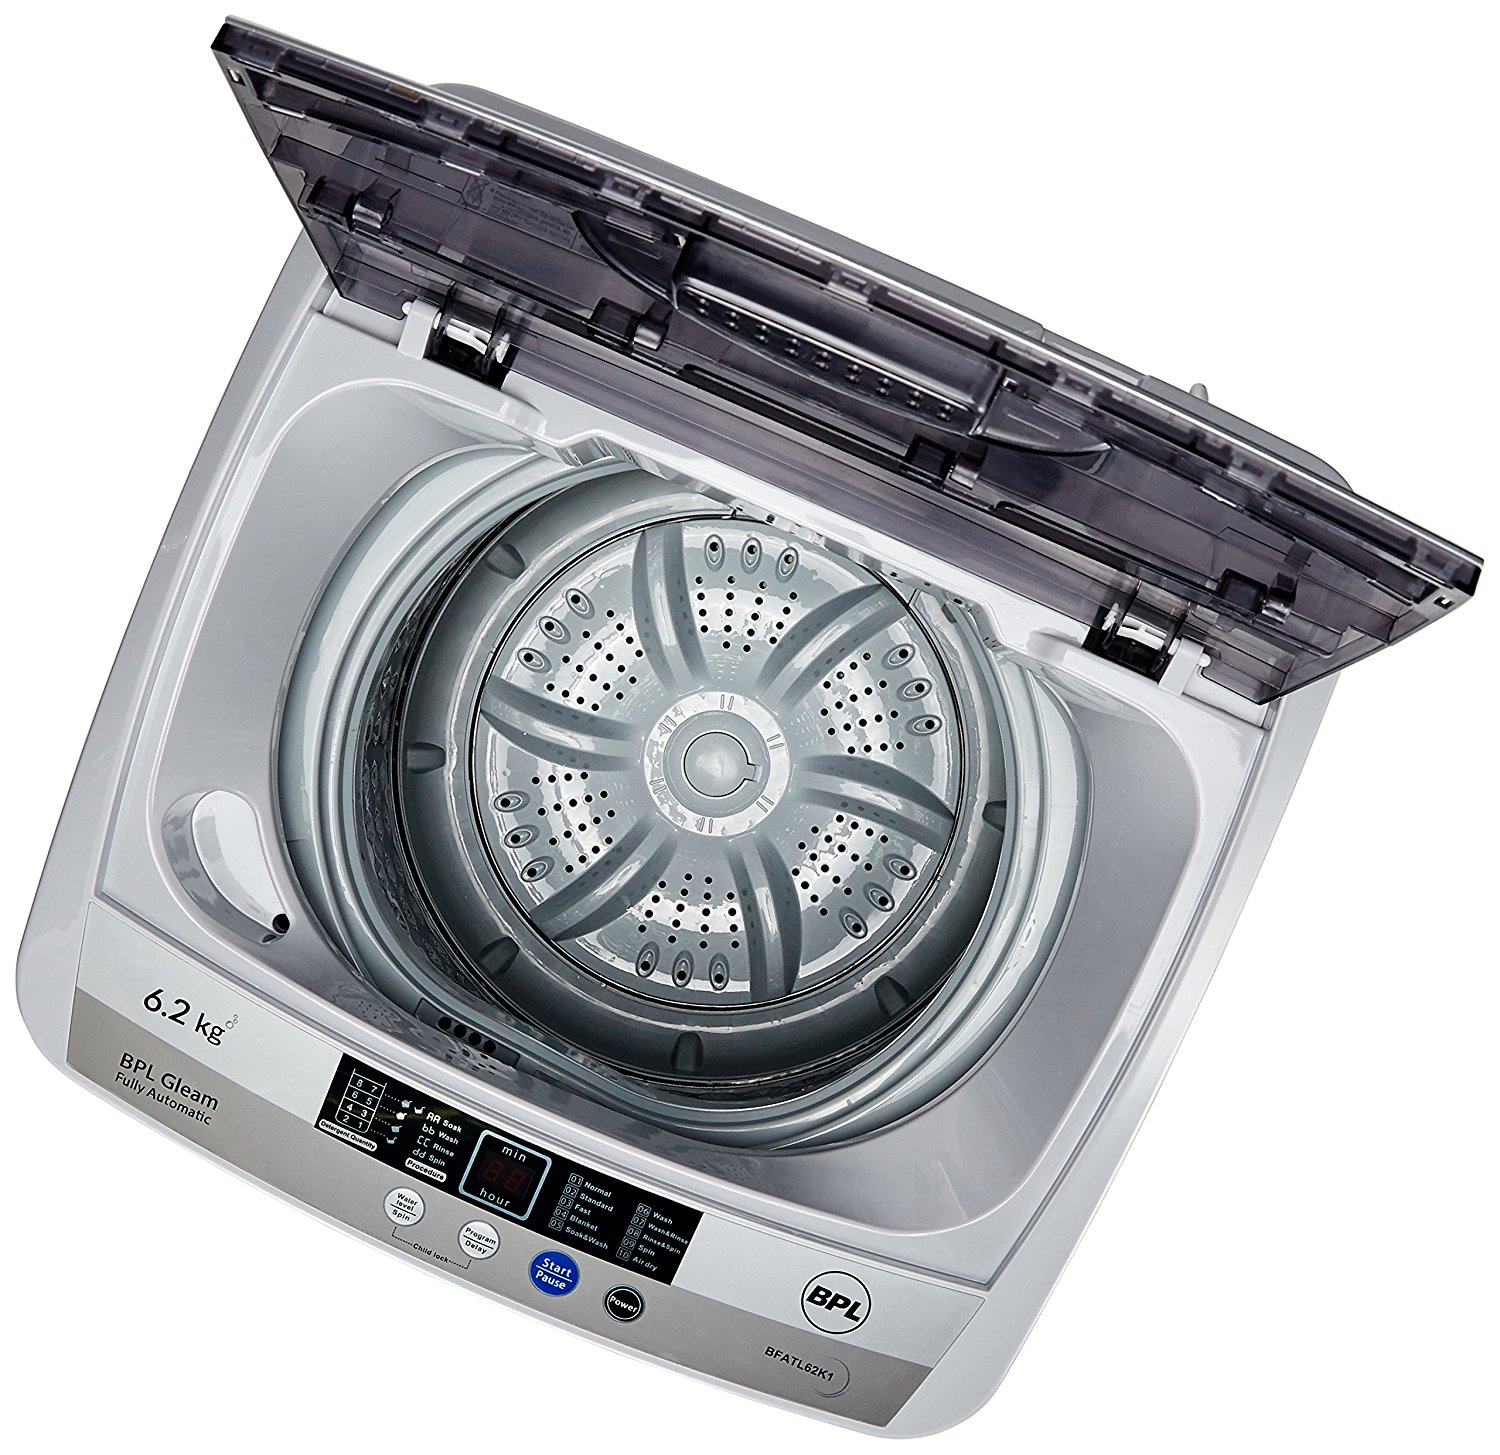 6.2 kg
BPL Gleam
Fully Automatic
8 7
6 5
4 3
2 1
Detergent Quantity
AA Soak
bb Wash
CC Rinse
dd Spin
Procedure
min
88
hour
01 Normal
02 Standard
03 Fast
04 Blanket
05 Soak&Wash
06 Wash
07 Wash&Rinse
08 Rinse&Spin
09 Spin
10 Air dry
Water
level
Spin
Program
Delay
Child lock
Start
Pause
Power
BPL
BFATL62K1